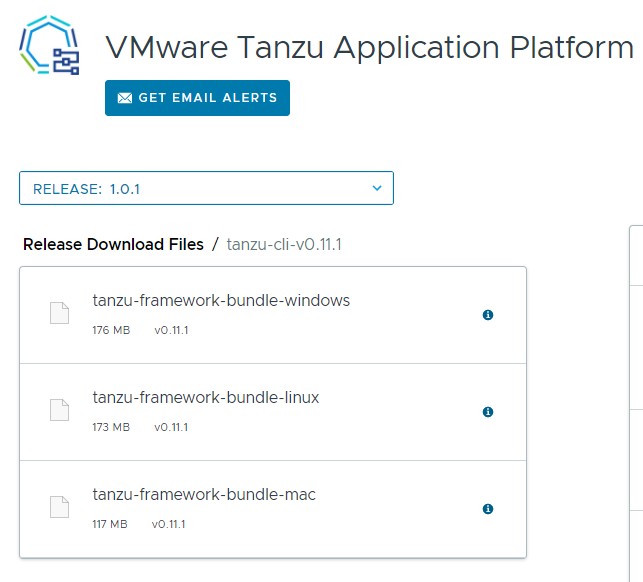 VMware Tanzu Application Platform
GET EMAIL ALERTS
RELEASE: 1.0.1
Release Download Files / tanzu-cli-v0.11.1
tanzu-framework-bundle-windows
176 MB v0.11.1
tanzu-framework-bundle-linux
173 MB v0.11.1
tanzu-framework-bundle-mac
117 MB v0.11.1